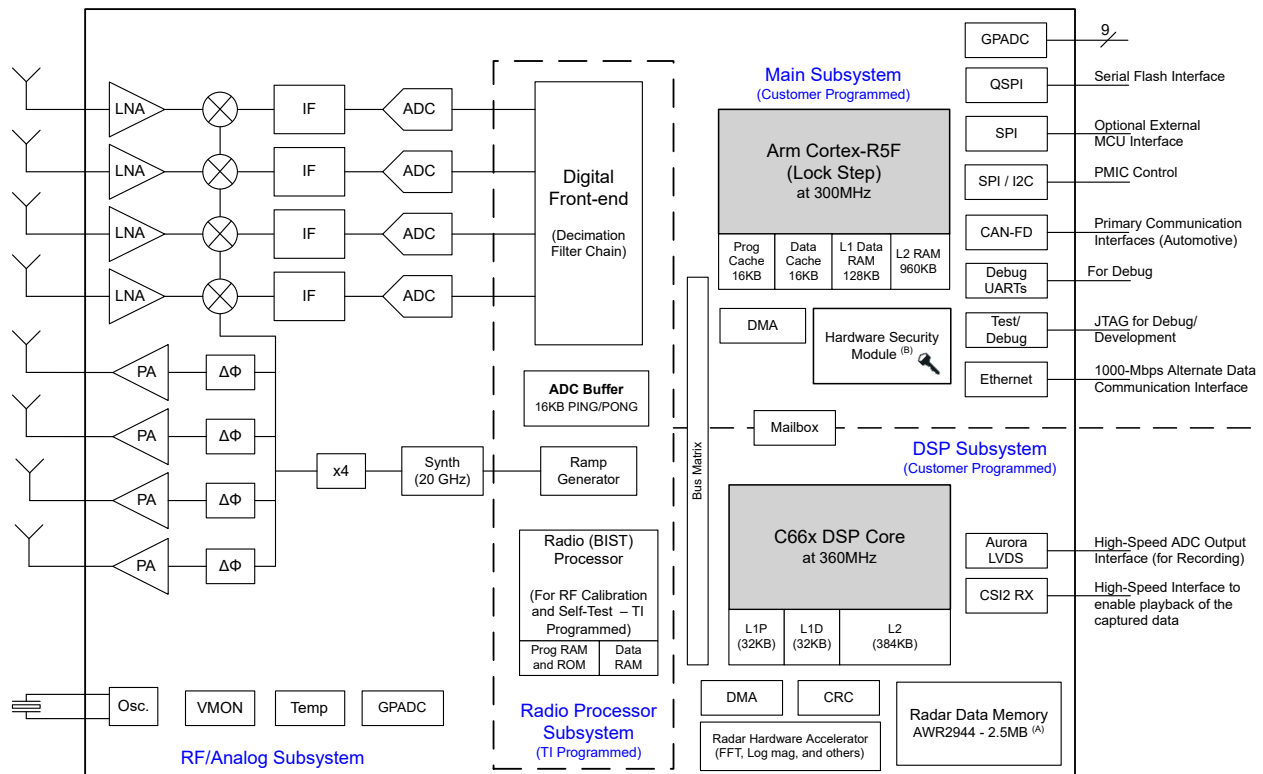 GPADC
9
QSPI
Serial Flash Interface
SPI
Optional External
MCU Interface
SPI / I2C
PMIC Control
CAN-FD
Primary Communication
Interfaces (Automotive)
Debug
UARTs
For Debug
Test/
Debug
JTAG for Debug/
Development
Ethernet
1000-Mbps Alternate Data
Communication Interface
Main Subsystem
(Customer Programmed)
Arm Cortex-R5F
(Lock Step)
at 300MHz
Prog
Cache
16KB
Data
Cache
16KB
L1 Data
RAM
128KB
L2 RAM
960KB
DMA
Hardware Security
Module (B)
Mailbox
Bus Matrix
DSP Subsystem
(Customer Programmed)
C66x DSP Core
at 360MHz
L1P
(32KB)
L1D
(32KB)
L2
(384KB)
Aurora
LVDS
High-Speed ADC Output
Interface (for Recording)
CSI2 RX
High-Speed Interface to
enable playback of the
captured data
DMA
CRC
Radar Hardware Accelerator
(FFT, Log mag, and others)
Radar Data Memory
AWR2944 - 2.5MB (A)
LNA
IF
ADC
LNA
IF
ADC
LNA
IF
ADC
LNA
IF
ADC
Digital
Front-end
(Decimation
Filter Chain)
PA
ΔΦ
PA
ΔΦ
PA
ΔΦ
PA
ΔΦ
ADC Buffer
16KB PING/PONG
x4
Synth
(20 GHz)
Ramp
Generator
Radio (BIST)
Processor
(For RF Calibration
and Self-Test – TI
Programmed)
Prog RAM
and ROM
Data
RAM
Radio Processor
Subsystem
(TI Programmed)
Osc.
VMON
Temp
GPADC
RF/Analog Subsystem